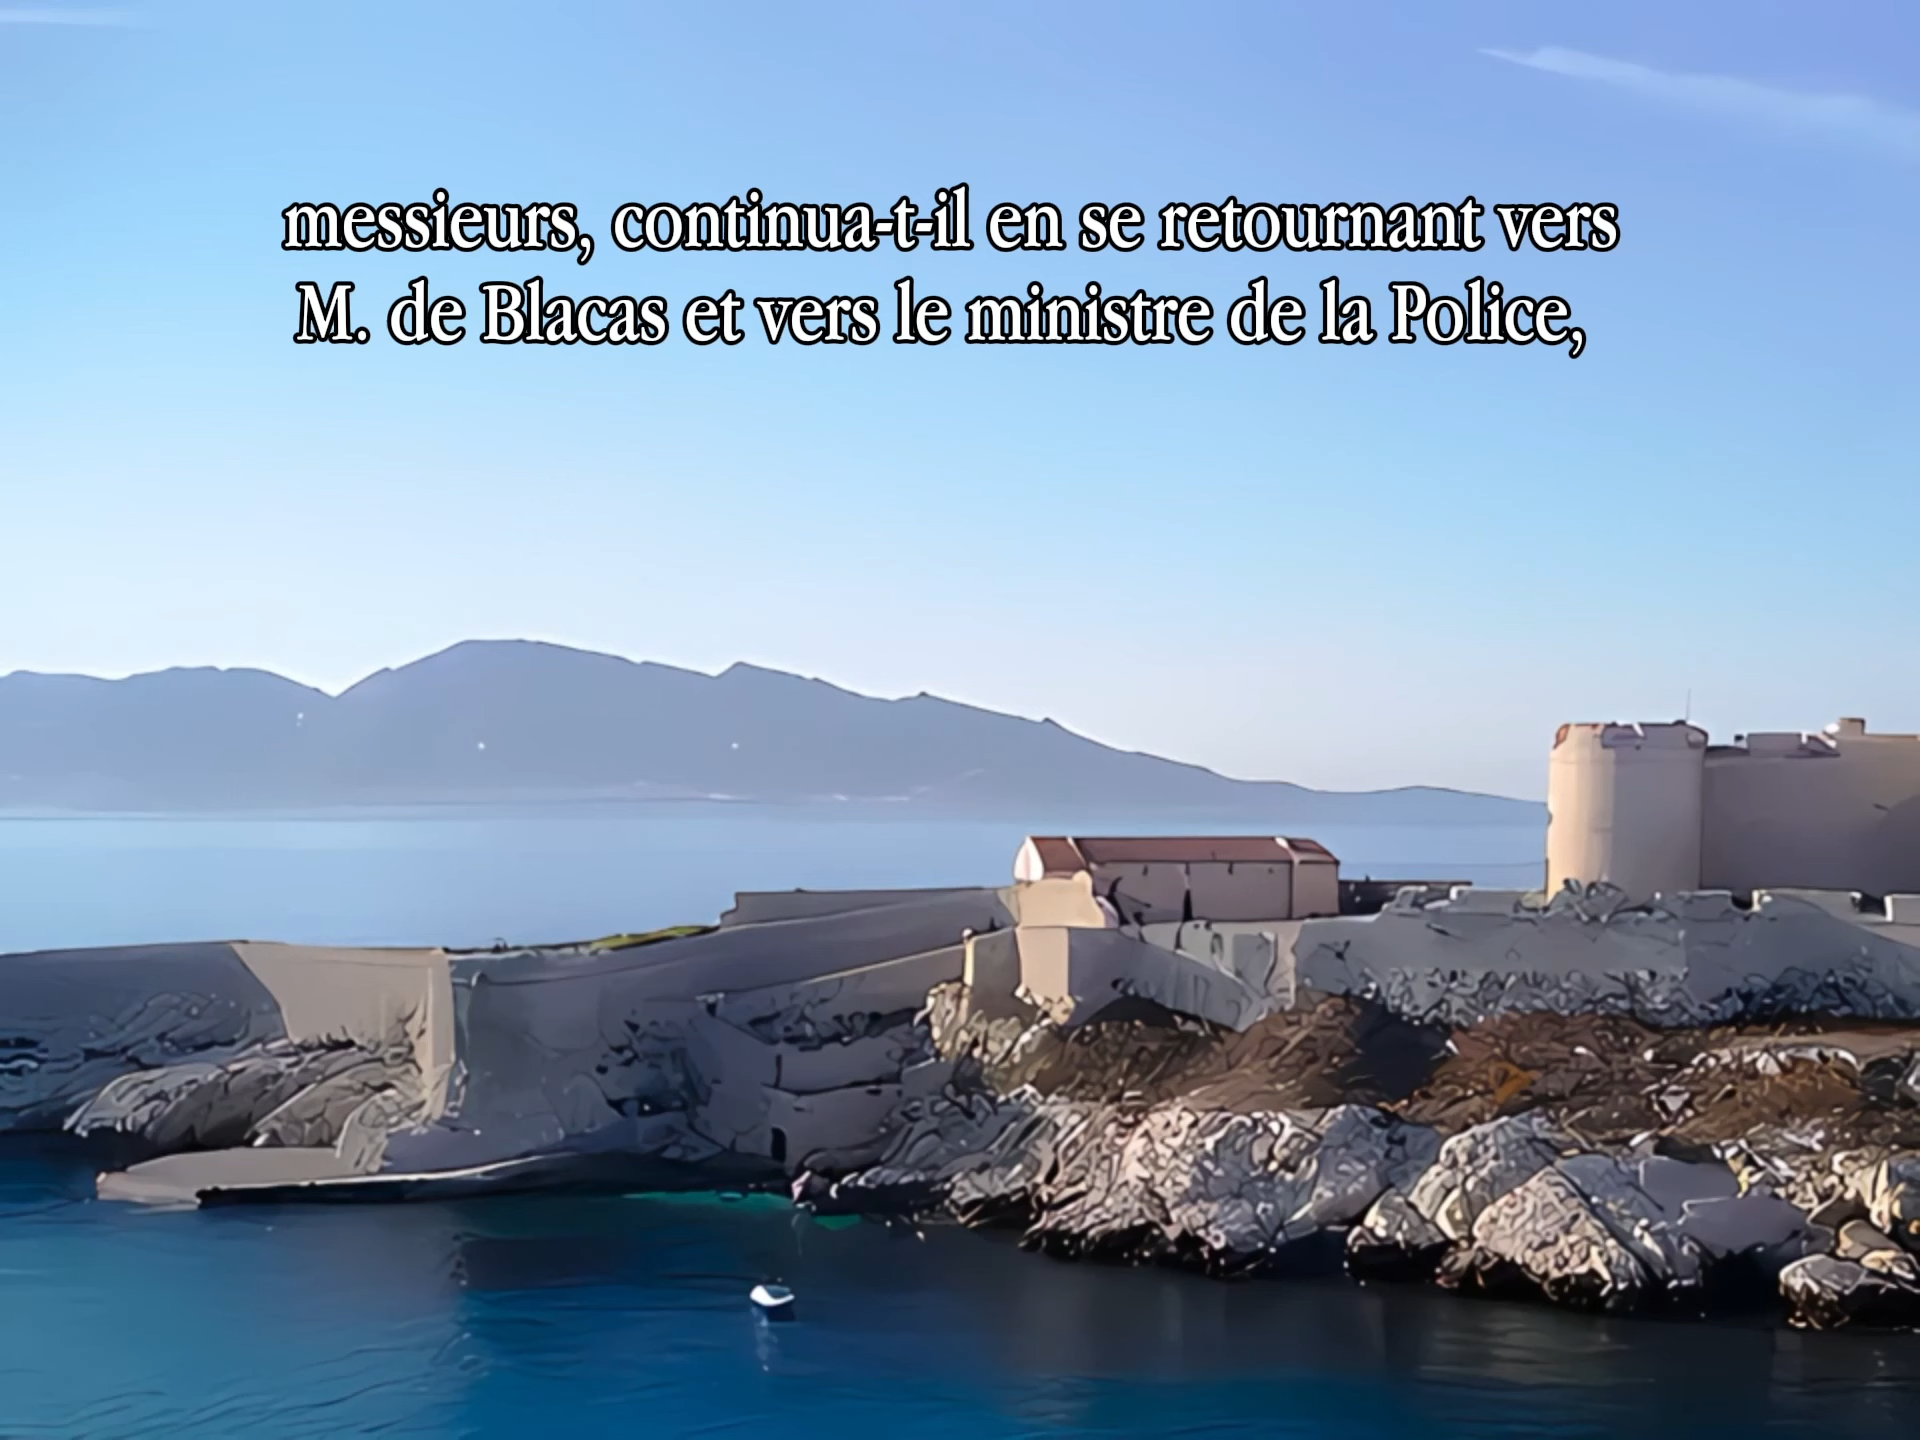 messieurs, continua-t-il en se retournant vers
M. de Blacas et vers le ministre de la Police,